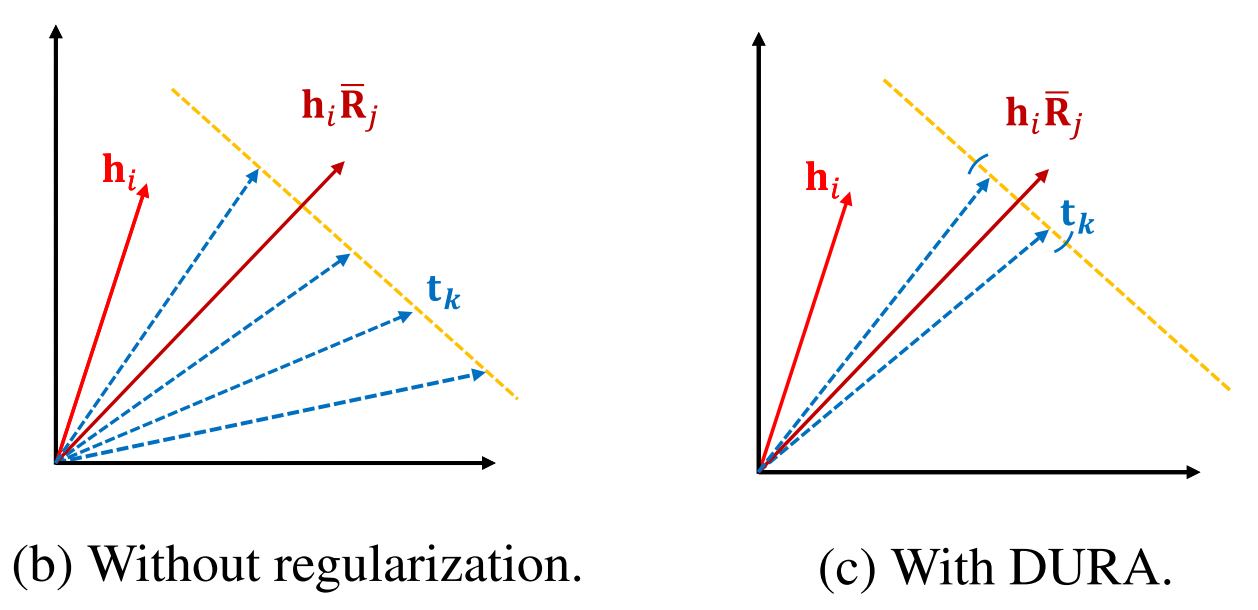 h_i
h_i R̅_j
t_k
(b) Without regularization.
h_i
h_i R̅_j
t_k
(c) With DURA.